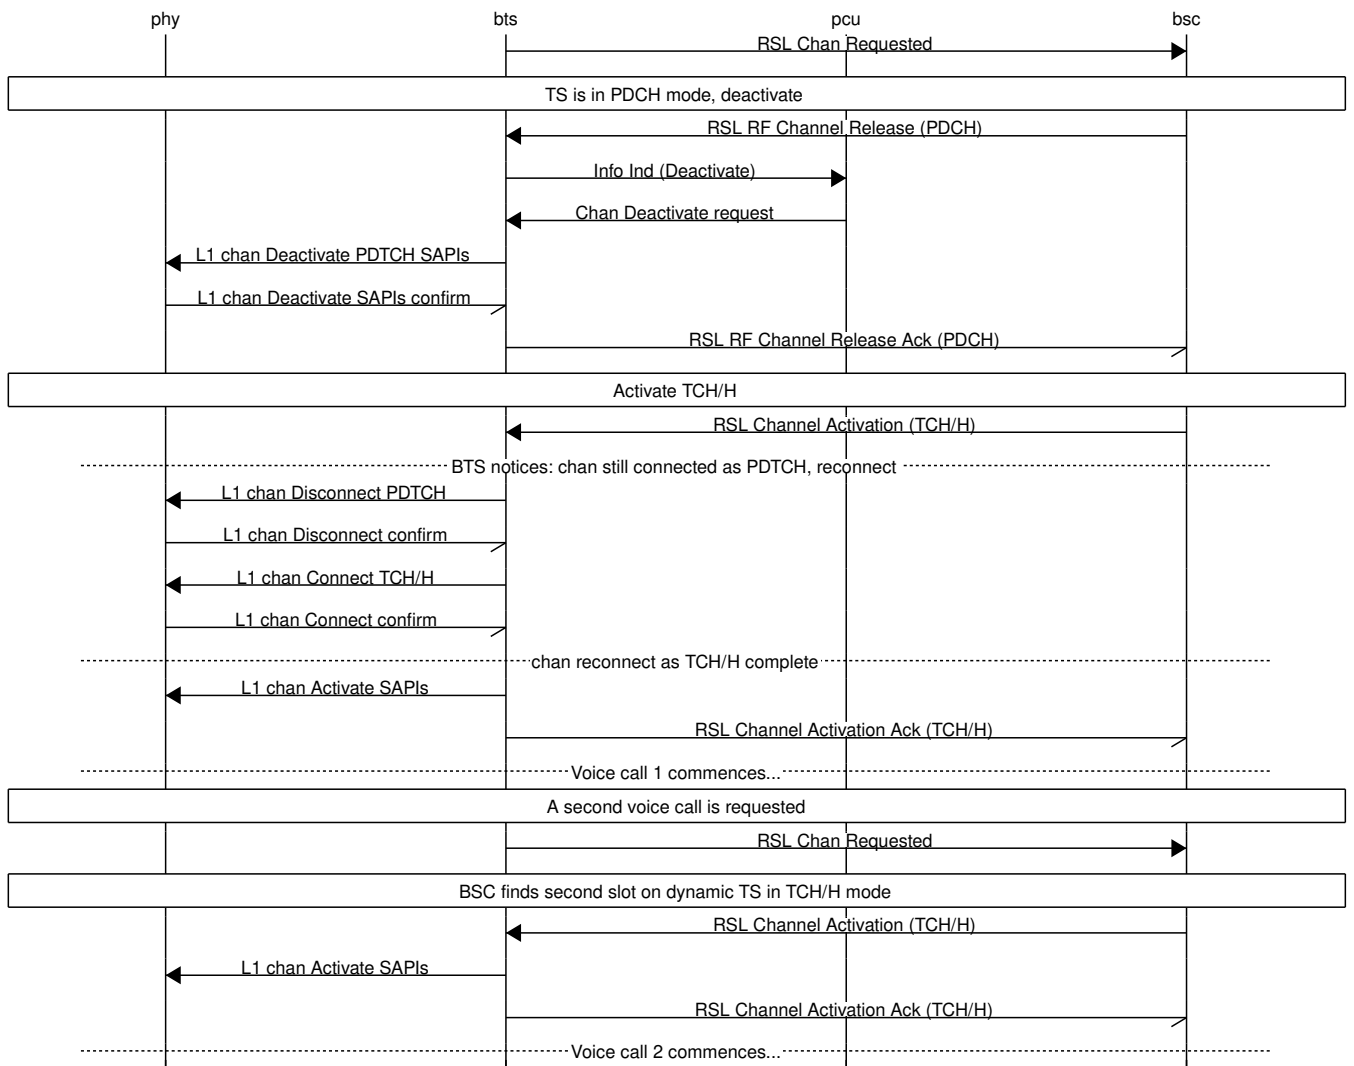 phy bts pcu bsc
RSL Chan Requested
TS is in PDCH mode, deactivate
RSL RF Channel Release (PDCH)
Info Ind (Deactivate)
Chan Deactivate request
L1 chan Deactivate PDTCH SAPIs
L1 chan Deactivate SAPIs confirm
RSL RF Channel Release Ack (PDCH)
Activate TCH/H
RSL Channel Activation (TCH/H)
BTS notices: chan still connected as PDTCH, reconnect
L1 chan Disconnect PDTCH
L1 chan Disconnect confirm
L1 chan Connect TCH/H
L1 chan Connect confirm
chan reconnect as TCH/H complete
L1 chan Activate SAPIs
RSL Channel Activation Ack (TCH/H)
Voice call 1 commences...
A second voice call is requested
RSL Chan Requested
BSC finds second slot on dynamic TS in TCH/H mode
RSL Channel Activation (TCH/H)
L1 chan Activate SAPIs
RSL Channel Activation Ack (TCH/H)
Voice call 2 commences...